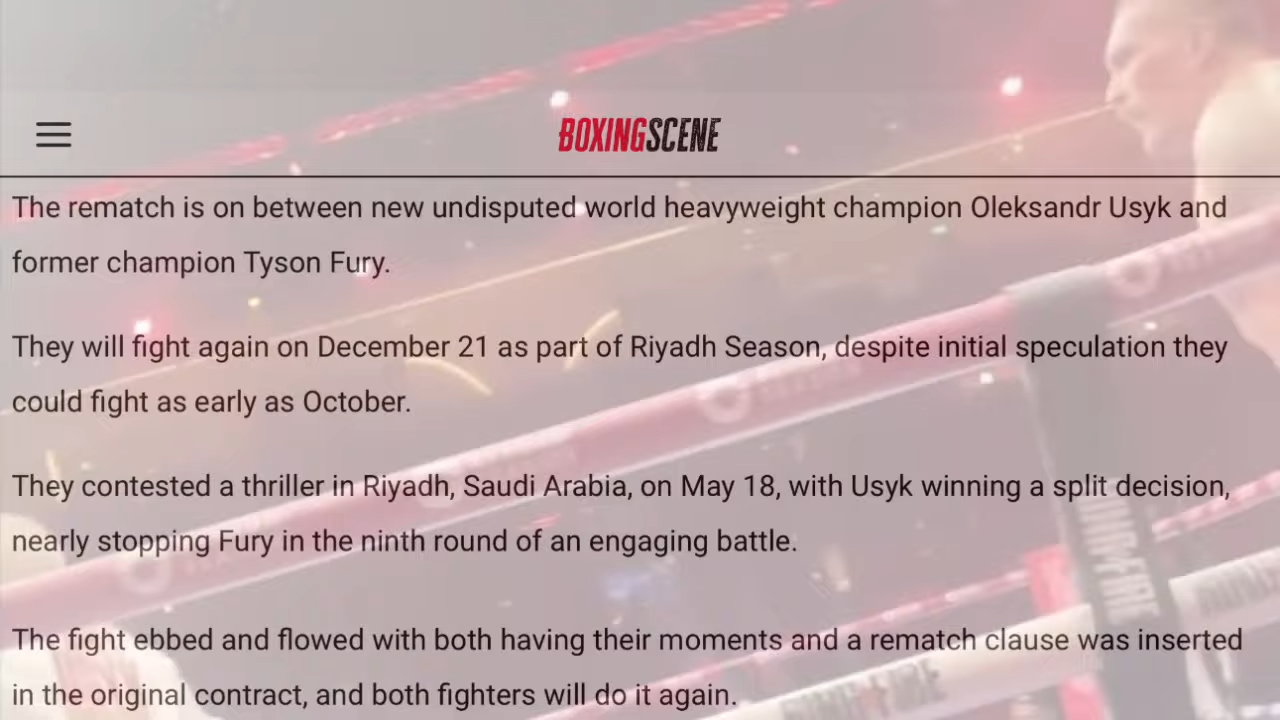 BOXINGSCENE
The rematch is on between new undisputed world heavyweight champion Oleksandr Usyk and
former champion Tyson Fury.
They will fight again on December 21 as part of Riyadh Season, despite initial speculation they
could fight as early as October.
They contested a thriller in Riyadh, Saudi Arabia, on May 18, with Usyk winning a split decision,
nearly stopping Fury in the ninth round of an engaging battle.
The fight ebbed and flowed with both having their moments and a rematch clause was inserted
in the original contract, and both fighters will do it again.